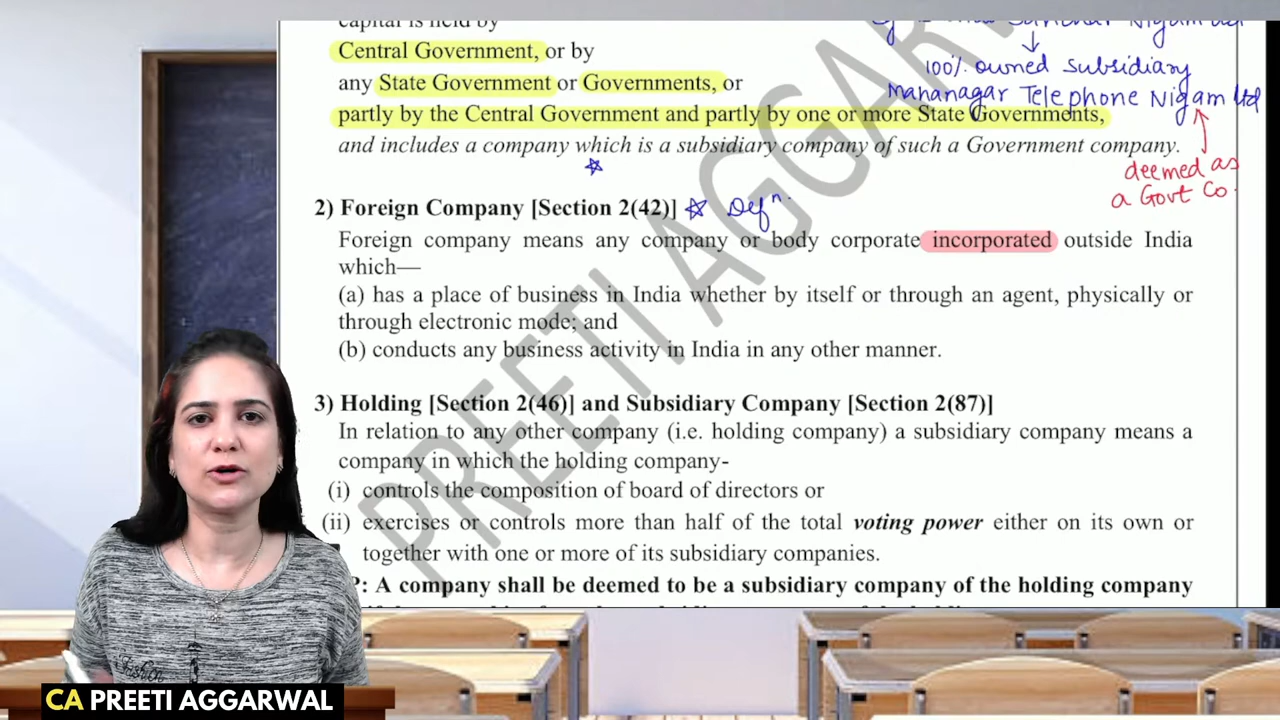 capital is held by
Central Government, or by
any State Government or Governments, or
partly by the Central Government and partly by one or more State Governments,
and includes a company which is a subsidiary company of such a Government company.
Nigam Ltd
100% owned subsidiary
Mahanagar Telephone Nigam Ltd
deemed as
a Govt Co.
2) Foreign Company [Section 2(42)] Defn.
Foreign company means any company or body corporate incorporated outside India
which—
(a) has a place of business in India whether by itself or through an agent, physically or
through electronic mode; and
(b) conducts any business activity in India in any other manner.
3) Holding [Section 2(46)] and Subsidiary Company [Section 2(87)]
In relation to any other company (i.e. holding company) a subsidiary company means a
company in which the holding company-
(i) controls the composition of board of directors or
(ii) exercises or controls more than half of the total voting power either on its own or
together with one or more of its subsidiary companies.
P: A company shall be deemed to be a subsidiary company of the holding company
PREETI AGGARWAL
CA PREETI AGGARWAL